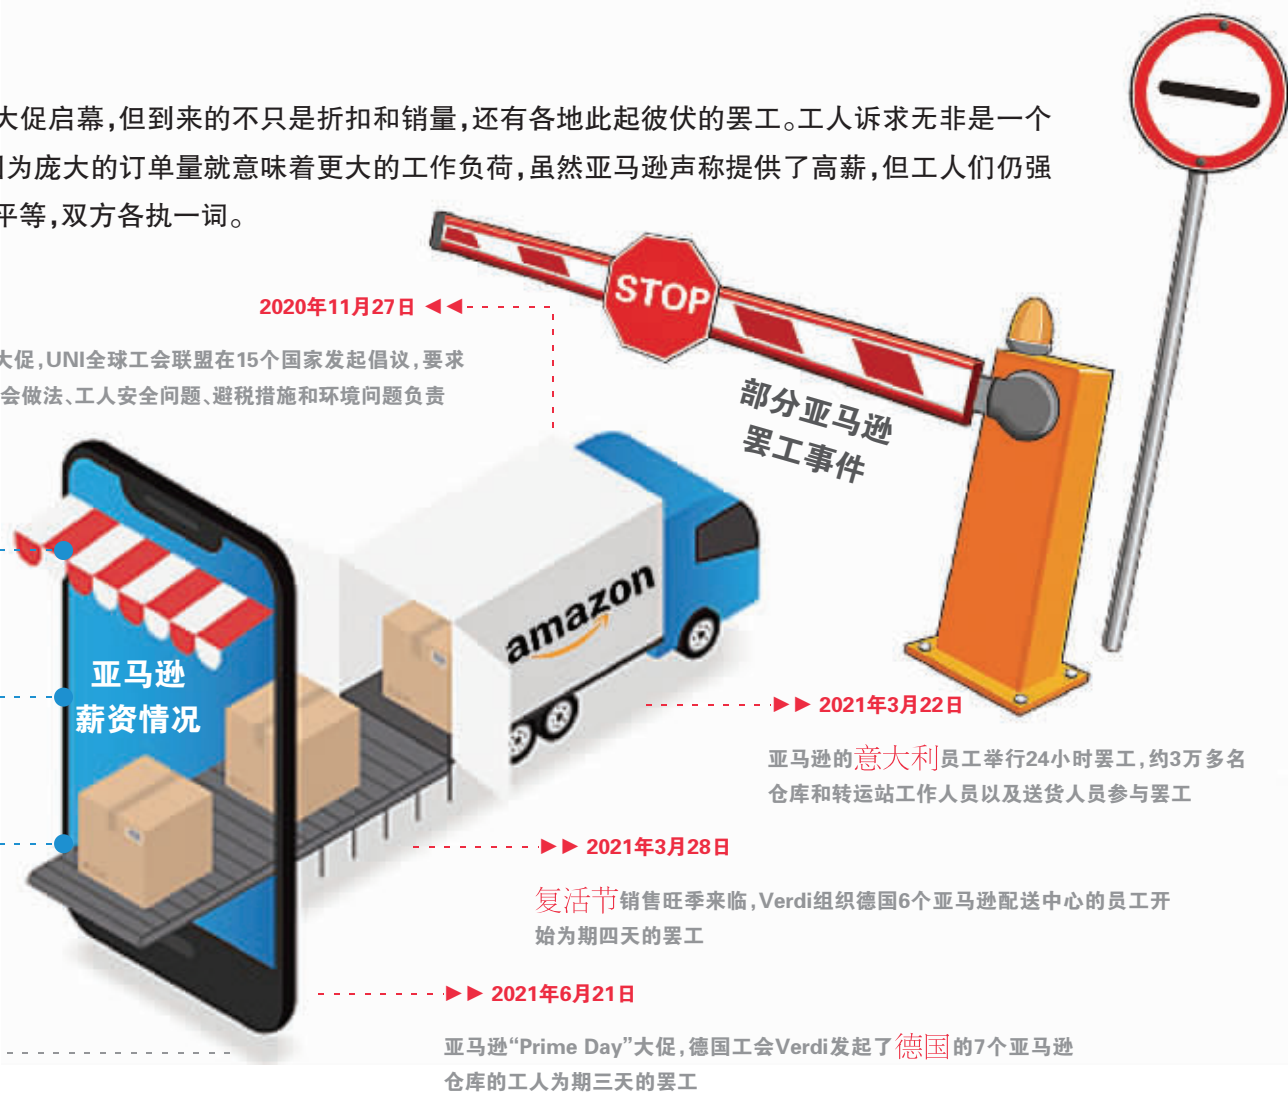 大促启幕,但到来的不只是折扣和销量,还有各地此起彼伏的罢工。工人诉求无非是一个
为庞大的订单量就意味着更大的工作负荷,虽然亚马逊声称提供了高薪,但工人们仍强
平等,双方各执一词。
STOP
2020年11月27日
大促,UNI全球工会联盟在15个国家发起倡议,要求
会做法、工人安全问题、避税措施和环境问题负责
部分亚马逊
罢工事件
amazon
亚马逊
薪资情况
2021年3月22日
亚马逊的意大利员工举行24小时罢工,约3万多名
仓库和转运站工作人员以及送货人员参与罢工
2021年3月28日
复活节销售旺季来临,Verdi组织德国6个亚马逊配送中心的员工开
始为期四天的罢工
2021年6月21日
亚马逊“Prime Day”大促,德国工会Verdi发起了德国的7个亚马逊
仓库的工人为期三天的罢工